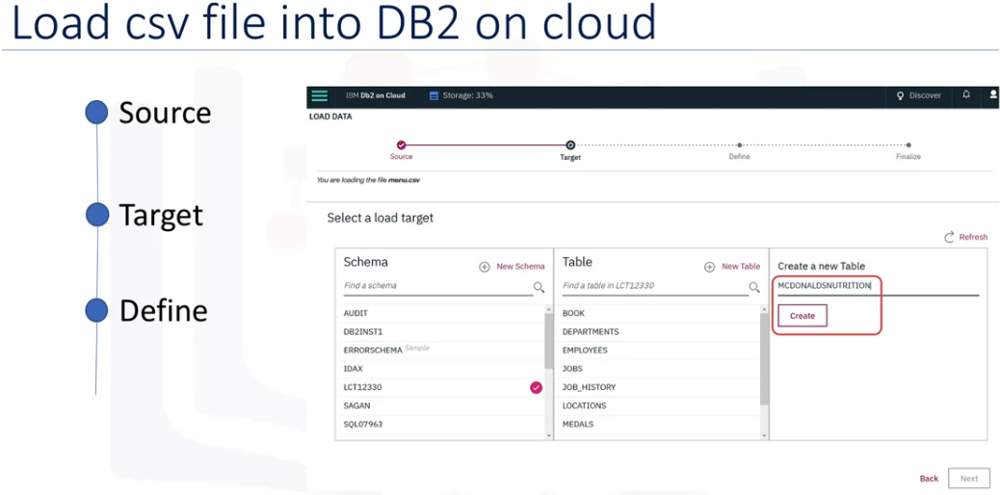 Load csv file into DB2 on cloud
Source
Target
Define
IBM Db2 on Cloud
Storage: 33%
Discover
LOAD DATA
Source
Target
Define
Finalize
You are loading the file menu.csv
Select a load target
Refresh
Schema
New Schema
Find a schema
AUDIT
DB2INST1
ERRORSCHEMA Sample
IDAX
LCT12330
SAGAN
SQL07963
Table
New Table
Find a table in LCT12330
BOOK
DEPARTMENTS
EMPLOYEES
JOBS
JOB_HISTORY
LOCATIONS
MEDALS
Create a new Table
MCDONALDSNUTRITION
Create
Back
Next